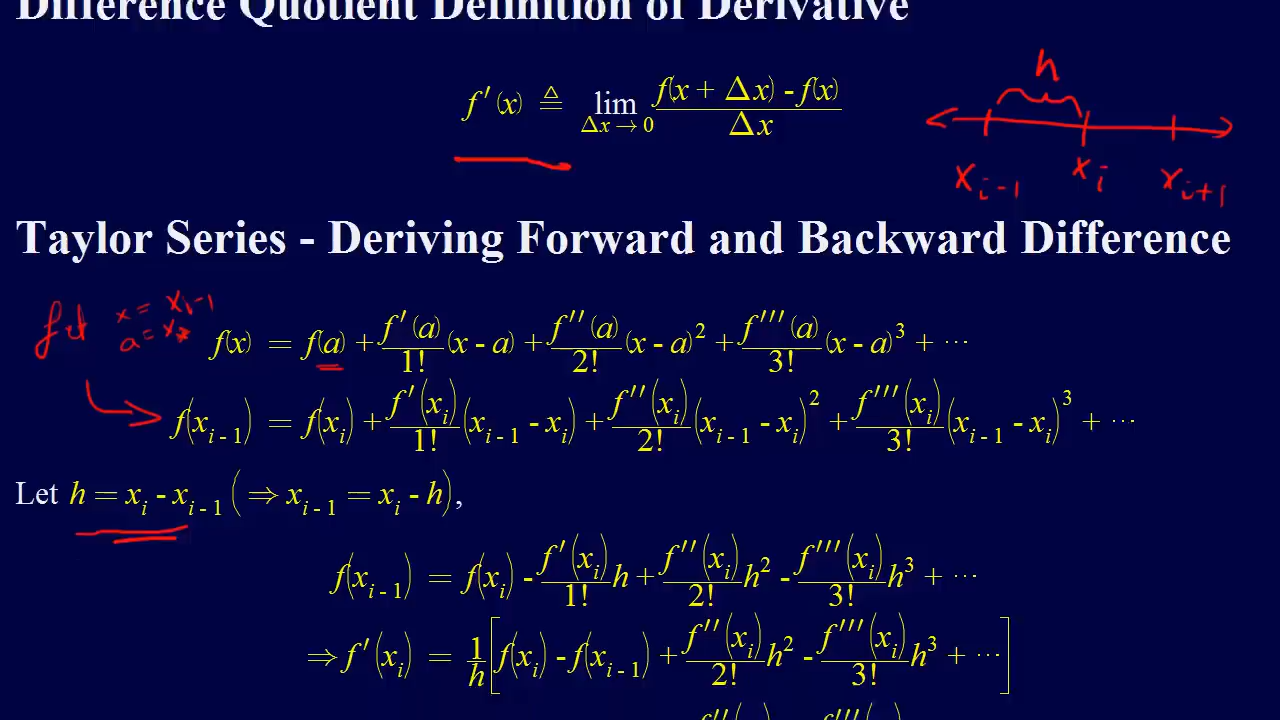 Difference Quotient Definition of Derivative
f′(x) ≜ lim Δx→0 (f(x + Δx) - f(x)) / Δx
h
x_{i-1} x_i x_{i+1}
Taylor Series - Deriving Forward and Backward Difference
x = x_{i-1}
f(x) = f(a) + f′(a)/1! (x - a) + f′′(a)/2! (x - a)^2 + f′′′(a)/3! (x - a)^3 + ⋯
f(x_{i-1}) = f(x_i) + f′(x_i)/1! (x_{i-1} - x_i) + f′′(x_i)/2! (x_{i-1} - x_i)^2 + f′′′(x_i)/3! (x_{i-1} - x_i)^3 + ⋯
Let h = x_i - x_{i-1} (⇒ x_{i-1} = x_i - h),
f(x_{i-1}) = f(x_i) - f′(x_i)/1! h + f′′(x_i)/2! h^2 - f′′′(x_i)/3! h^3 + ⋯
⇒ f′(x_i) = 1/h [f(x_i) - f(x_{i-1}) + f′′(x_i)/2! h^2 - f′′′(x_i)/3! h^3 + ⋯]